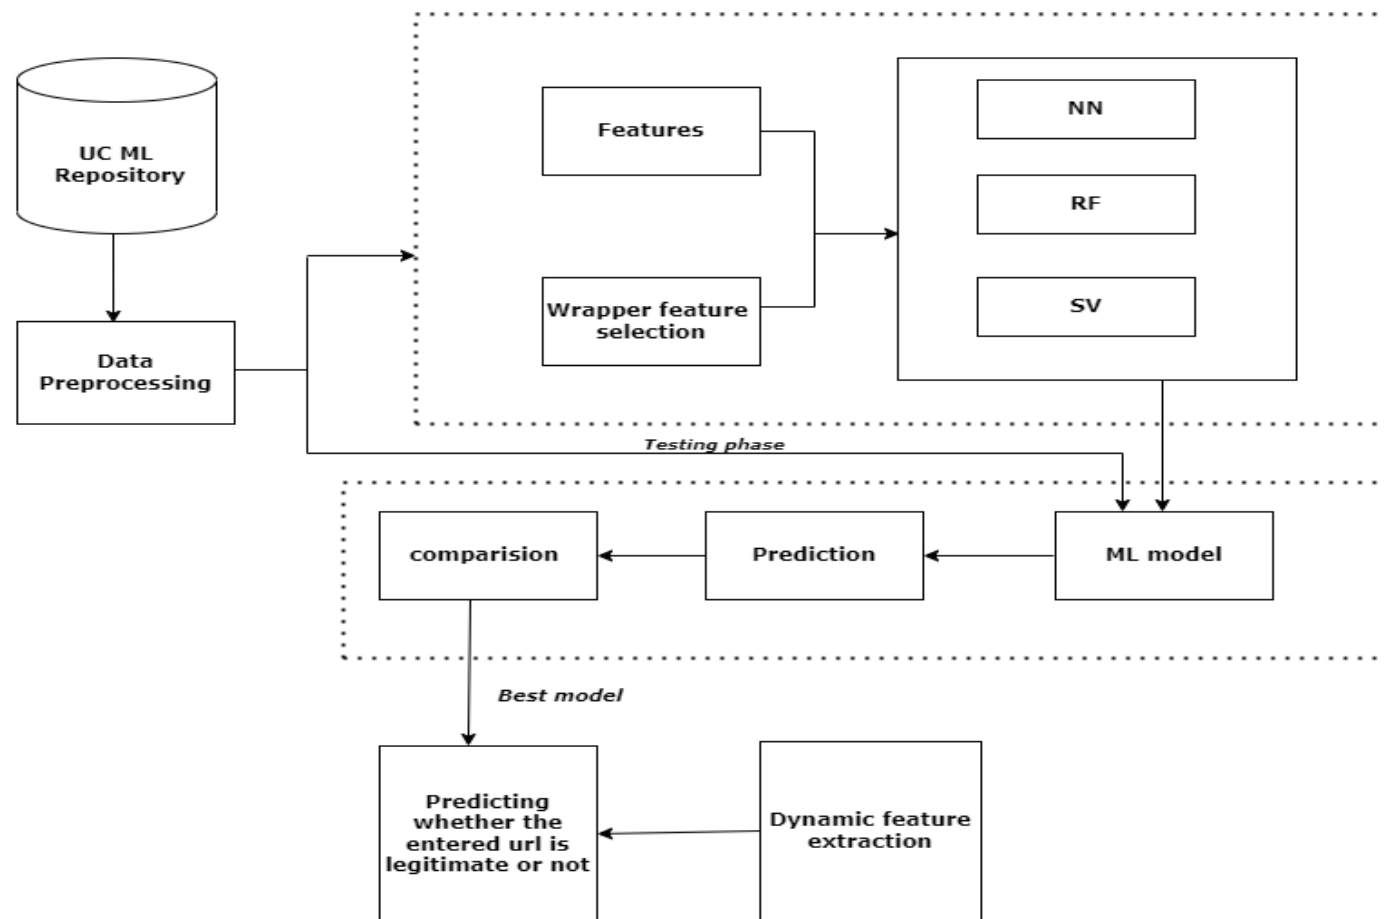 UC ML
Repository
Data
Preprocessing
Features
Wrapper feature
selection
NN
RF
SV
Testing phase
comparision
Prediction
ML model
Best model
Predicting
whether the
entered url is
legitimate or not
Dynamic feature
extraction